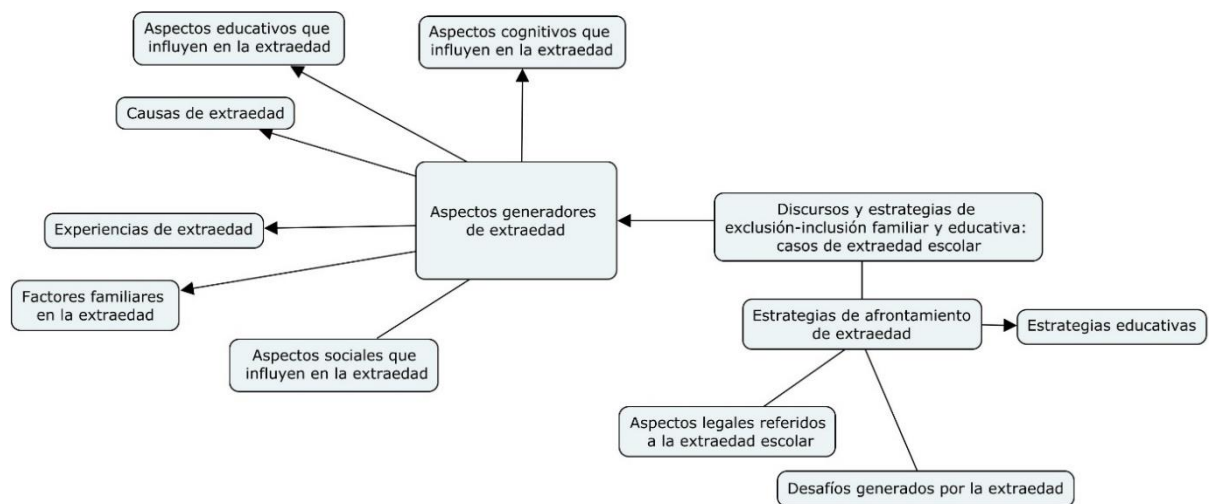 Aspectos educativos que
influyen en la extraedad
Aspectos cognitivos que
influyen en la extraedad
Causas de extraedad
Aspectos generadores
de extraedad
Discursos y estrategias de
exclusión-inclusión familiar y educativa:
casos de extraedad escolar
Experiencias de extraedad
Factores familiares
en la extraedad
Aspectos sociales que
influyen en la extraedad
Estrategias de afrontamiento
de extraedad
Estrategias educativas
Aspectos legales referidos
a la extraedad escolar
Desafíos generados por la extraedad